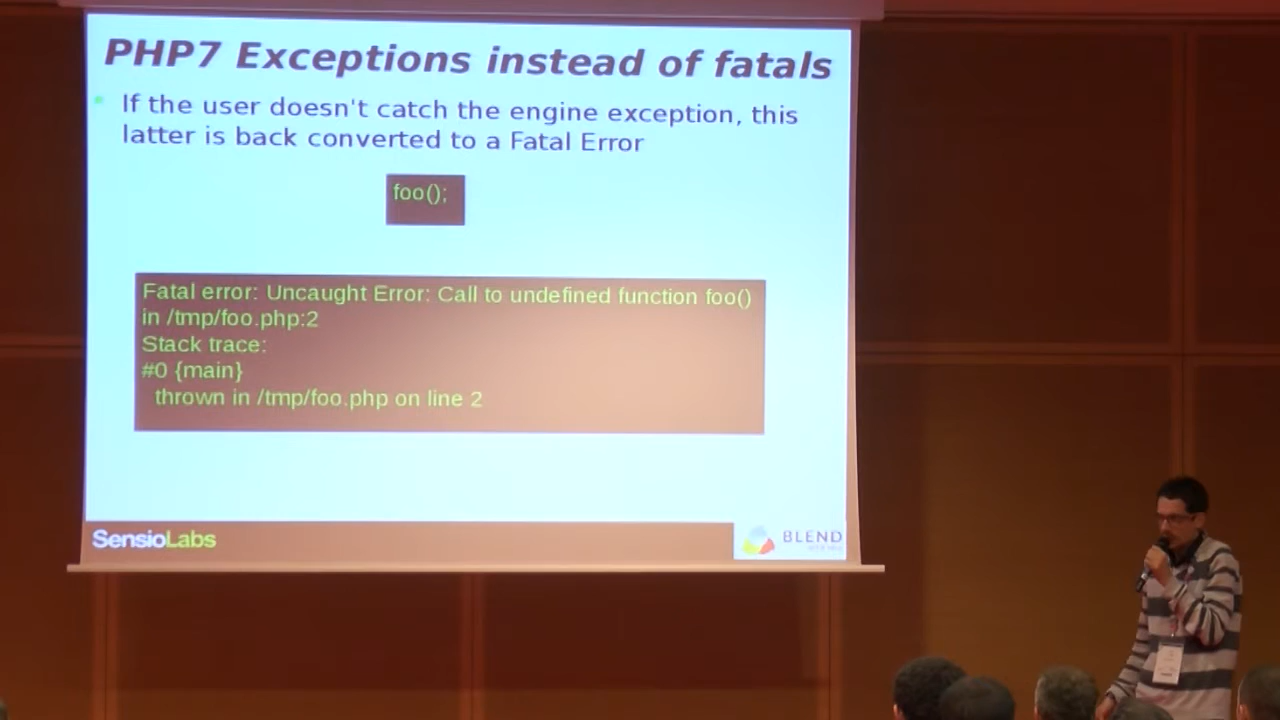 PHP7 Exceptions instead of fatals
If the user doesn't catch the engine exception, this
latter is back converted to a Fatal Error
foo();
Fatal error: Uncaught Error: Call to undefined function foo()
in /tmp/foo.php:2
Stack trace:
#0 {main}
thrown in /tmp/foo.php on line 2
SensioLabs
BLEND